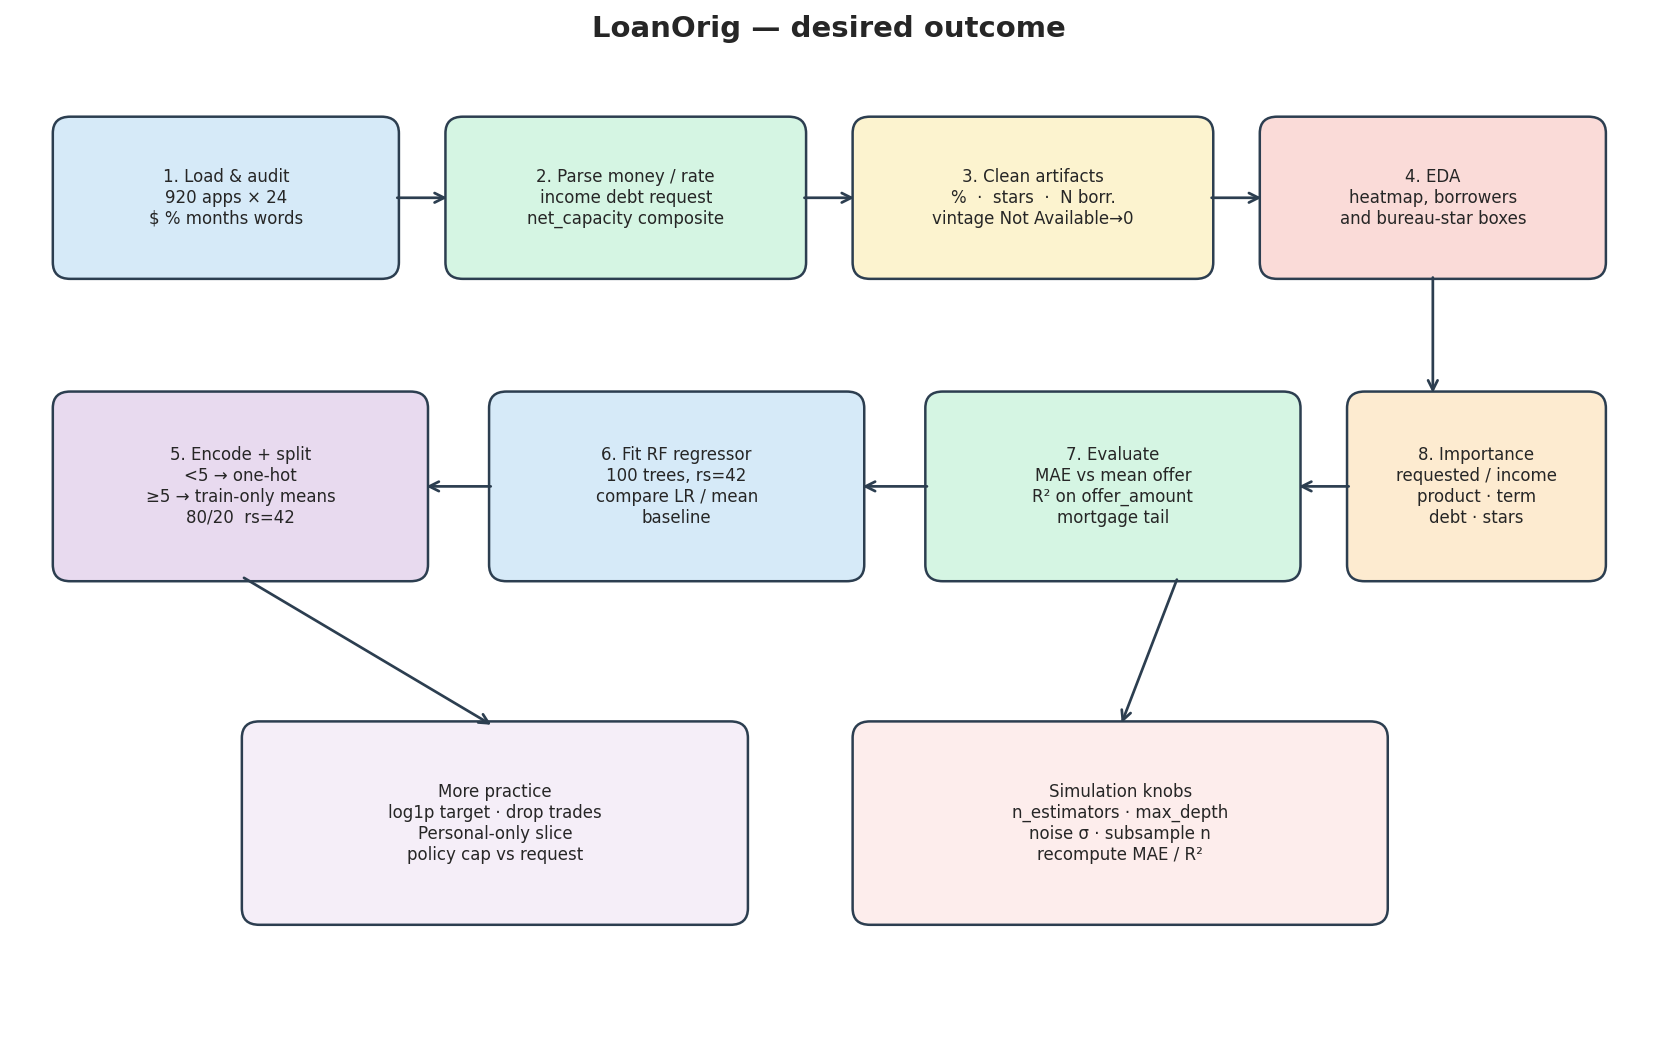 LoanOrig — desired outcome
1. Load & audit
920 apps × 24
$ % months words
2. Parse money / rate
income debt request
net_capacity composite
3. Clean artifacts
%  ·  stars  ·  N borr.
vintage Not Available→0
4. EDA
heatmap, borrowers
and bureau-star boxes
5. Encode + split
<5 → one-hot
≥5 → train-only means
80/20  rs=42
6. Fit RF regressor
100 trees, rs=42
compare LR / mean
baseline
7. Evaluate
MAE vs mean offer
R² on offer_amount
mortgage tail
8. Importance
requested / income
product · term
debt · stars
More practice
log1p target · drop trades
Personal-only slice
policy cap vs request
Simulation knobs
n_estimators · max_depth
noise σ · subsample n
recompute MAE / R²